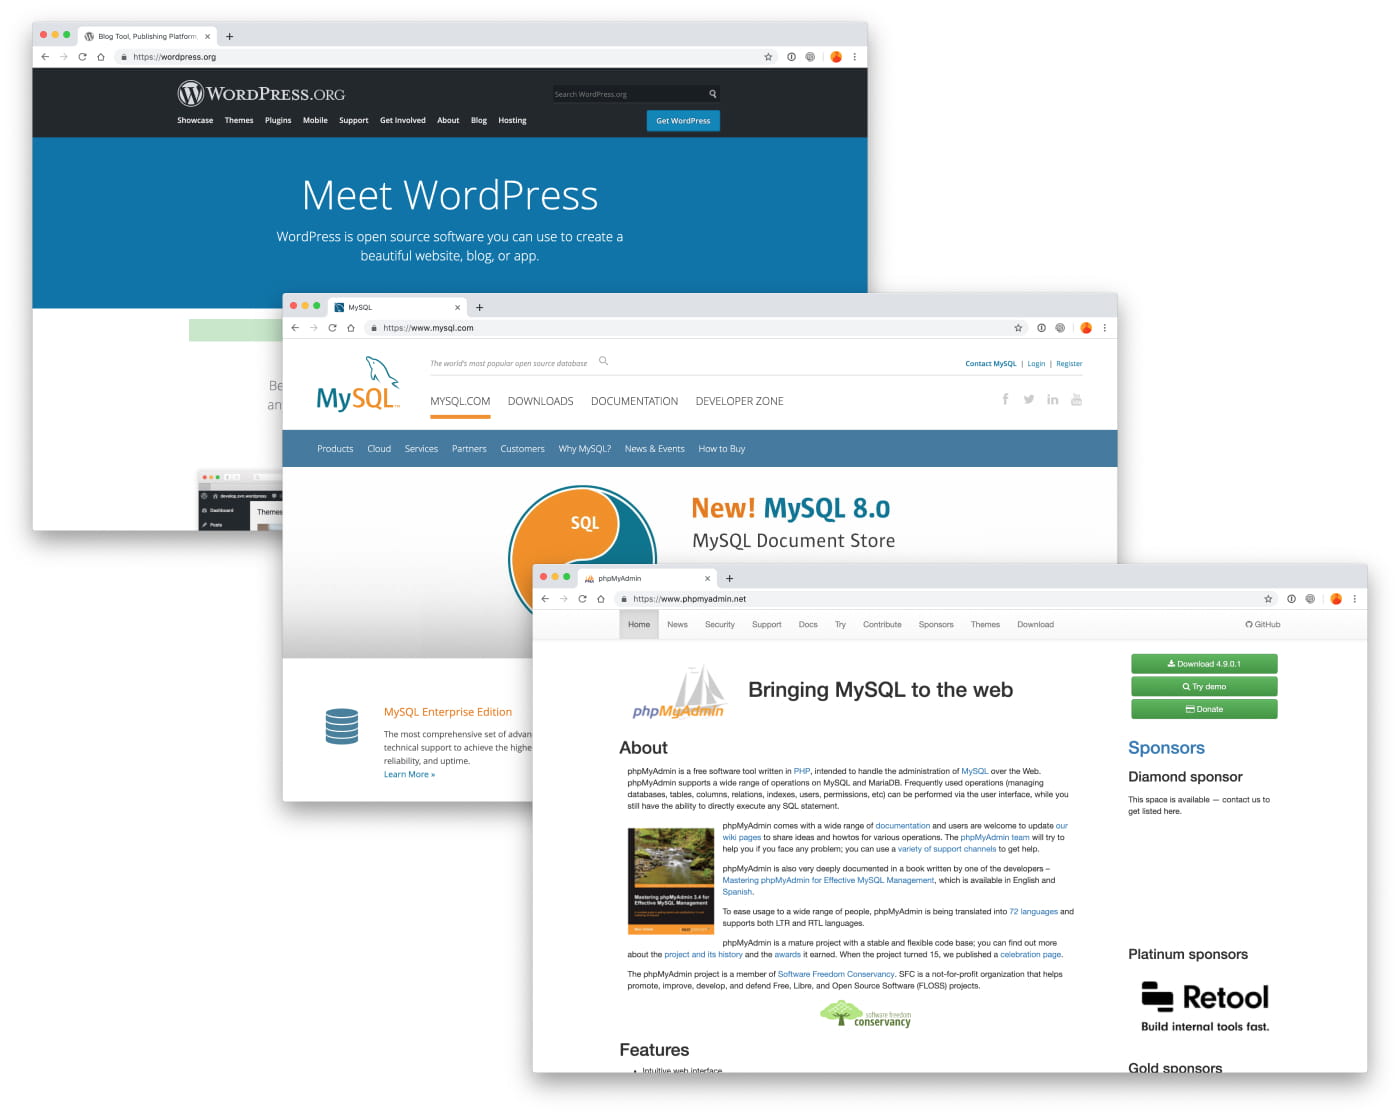 Blog Tool, Publishing Platform,
https://wordpress.org
WORDPRESS.ORG
Search WordPress.org
Showcase Themes Plugins Mobile Support Get Involved About Blog Hosting
Get WordPress
Meet WordPress
WordPress is open source software you can use to create a
beautiful website, blog, or app.
Be
an
develop.svn.wordpress
Dashboard
Posts
Themes
MySQL
https://www.mysql.com
MySQL
The world's most popular open source database
Contact MySQL | Login | Register
MYSQL.COM DOWNLOADS DOCUMENTATION DEVELOPER ZONE
Products Cloud Services Partners Customers Why MySQL? News & Events How to Buy
SQL
New! MySQL 8.0
MySQL Document Store
MySQL Enterprise Edition
The most comprehensive set of advan
technical support to achieve the highe
reliability, and uptime.
Learn More »
phpMyAdmin
https://www.phpmyadmin.net
Home News Security Support Docs Try Contribute Sponsors Themes Download
GitHub
phpMyAdmin
Bringing MySQL to the web
Download 4.9.0.1
Try demo
Donate
About
phpMyAdmin is a free software tool written in PHP, intended to handle the administration of MySQL over the Web.
phpMyAdmin supports a wide range of operations on MySQL and MariaDB. Frequently used operations (managing
databases, tables, columns, relations, indexes, users, permissions, etc) can be performed via the user interface, while you
still have the ability to directly execute any SQL statement.
phpMyAdmin comes with a wide range of documentation and users are welcome to update our
wiki pages to share ideas and howtos for various operations. The phpMyAdmin team will try to
help you if you face any problem; you can use a variety of support channels to get help.
Mastering phpMyAdmin 3.4 for
Effective MySQL Management
phpMyAdmin is also very deeply documented in a book written by one of the developers –
Mastering phpMyAdmin for Effective MySQL Management, which is available in English and
Spanish.
To ease usage to a wide range of people, phpMyAdmin is being translated into 72 languages and
supports both LTR and RTL languages.
phpMyAdmin is a mature project with a stable and flexible code base; you can find out more
about the project and its history and the awards it earned. When the project turned 15, we published a celebration page.
The phpMyAdmin project is a member of Software Freedom Conservancy. SFC is a not-for-profit organization that helps
promote, improve, develop, and defend Free, Libre, and Open Source Software (FLOSS) projects.
software freedom
conservancy
Features
Intuitive web interface
Sponsors
Diamond sponsor
This space is available — contact us to
get listed here.
Platinum sponsors
Retool
Build internal tools fast.
Gold sponsors